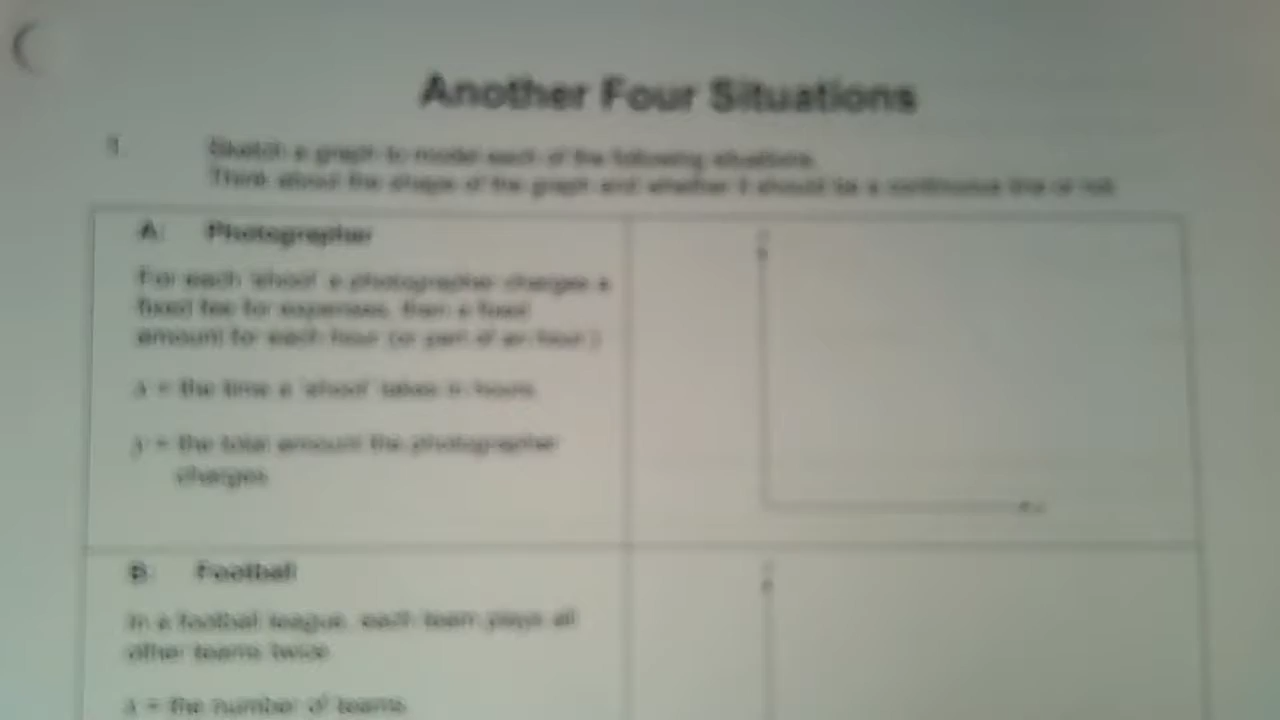 Another Four Situations
1. Sketch a graph to model each of the following situations.
Think about the shape of the graph and whether it should be a continuous line or not.
A: Photographer
For each 'shoot' a photographer charges a
fixed fee for expenses, then a fixed
amount for each hour (or part of an hour.)
x = the time a 'shoot' takes in hours.
y = the total amount the photographer
charges.
B: Football
In a football league, each team plays all
other teams twice.
x = the number of teams.